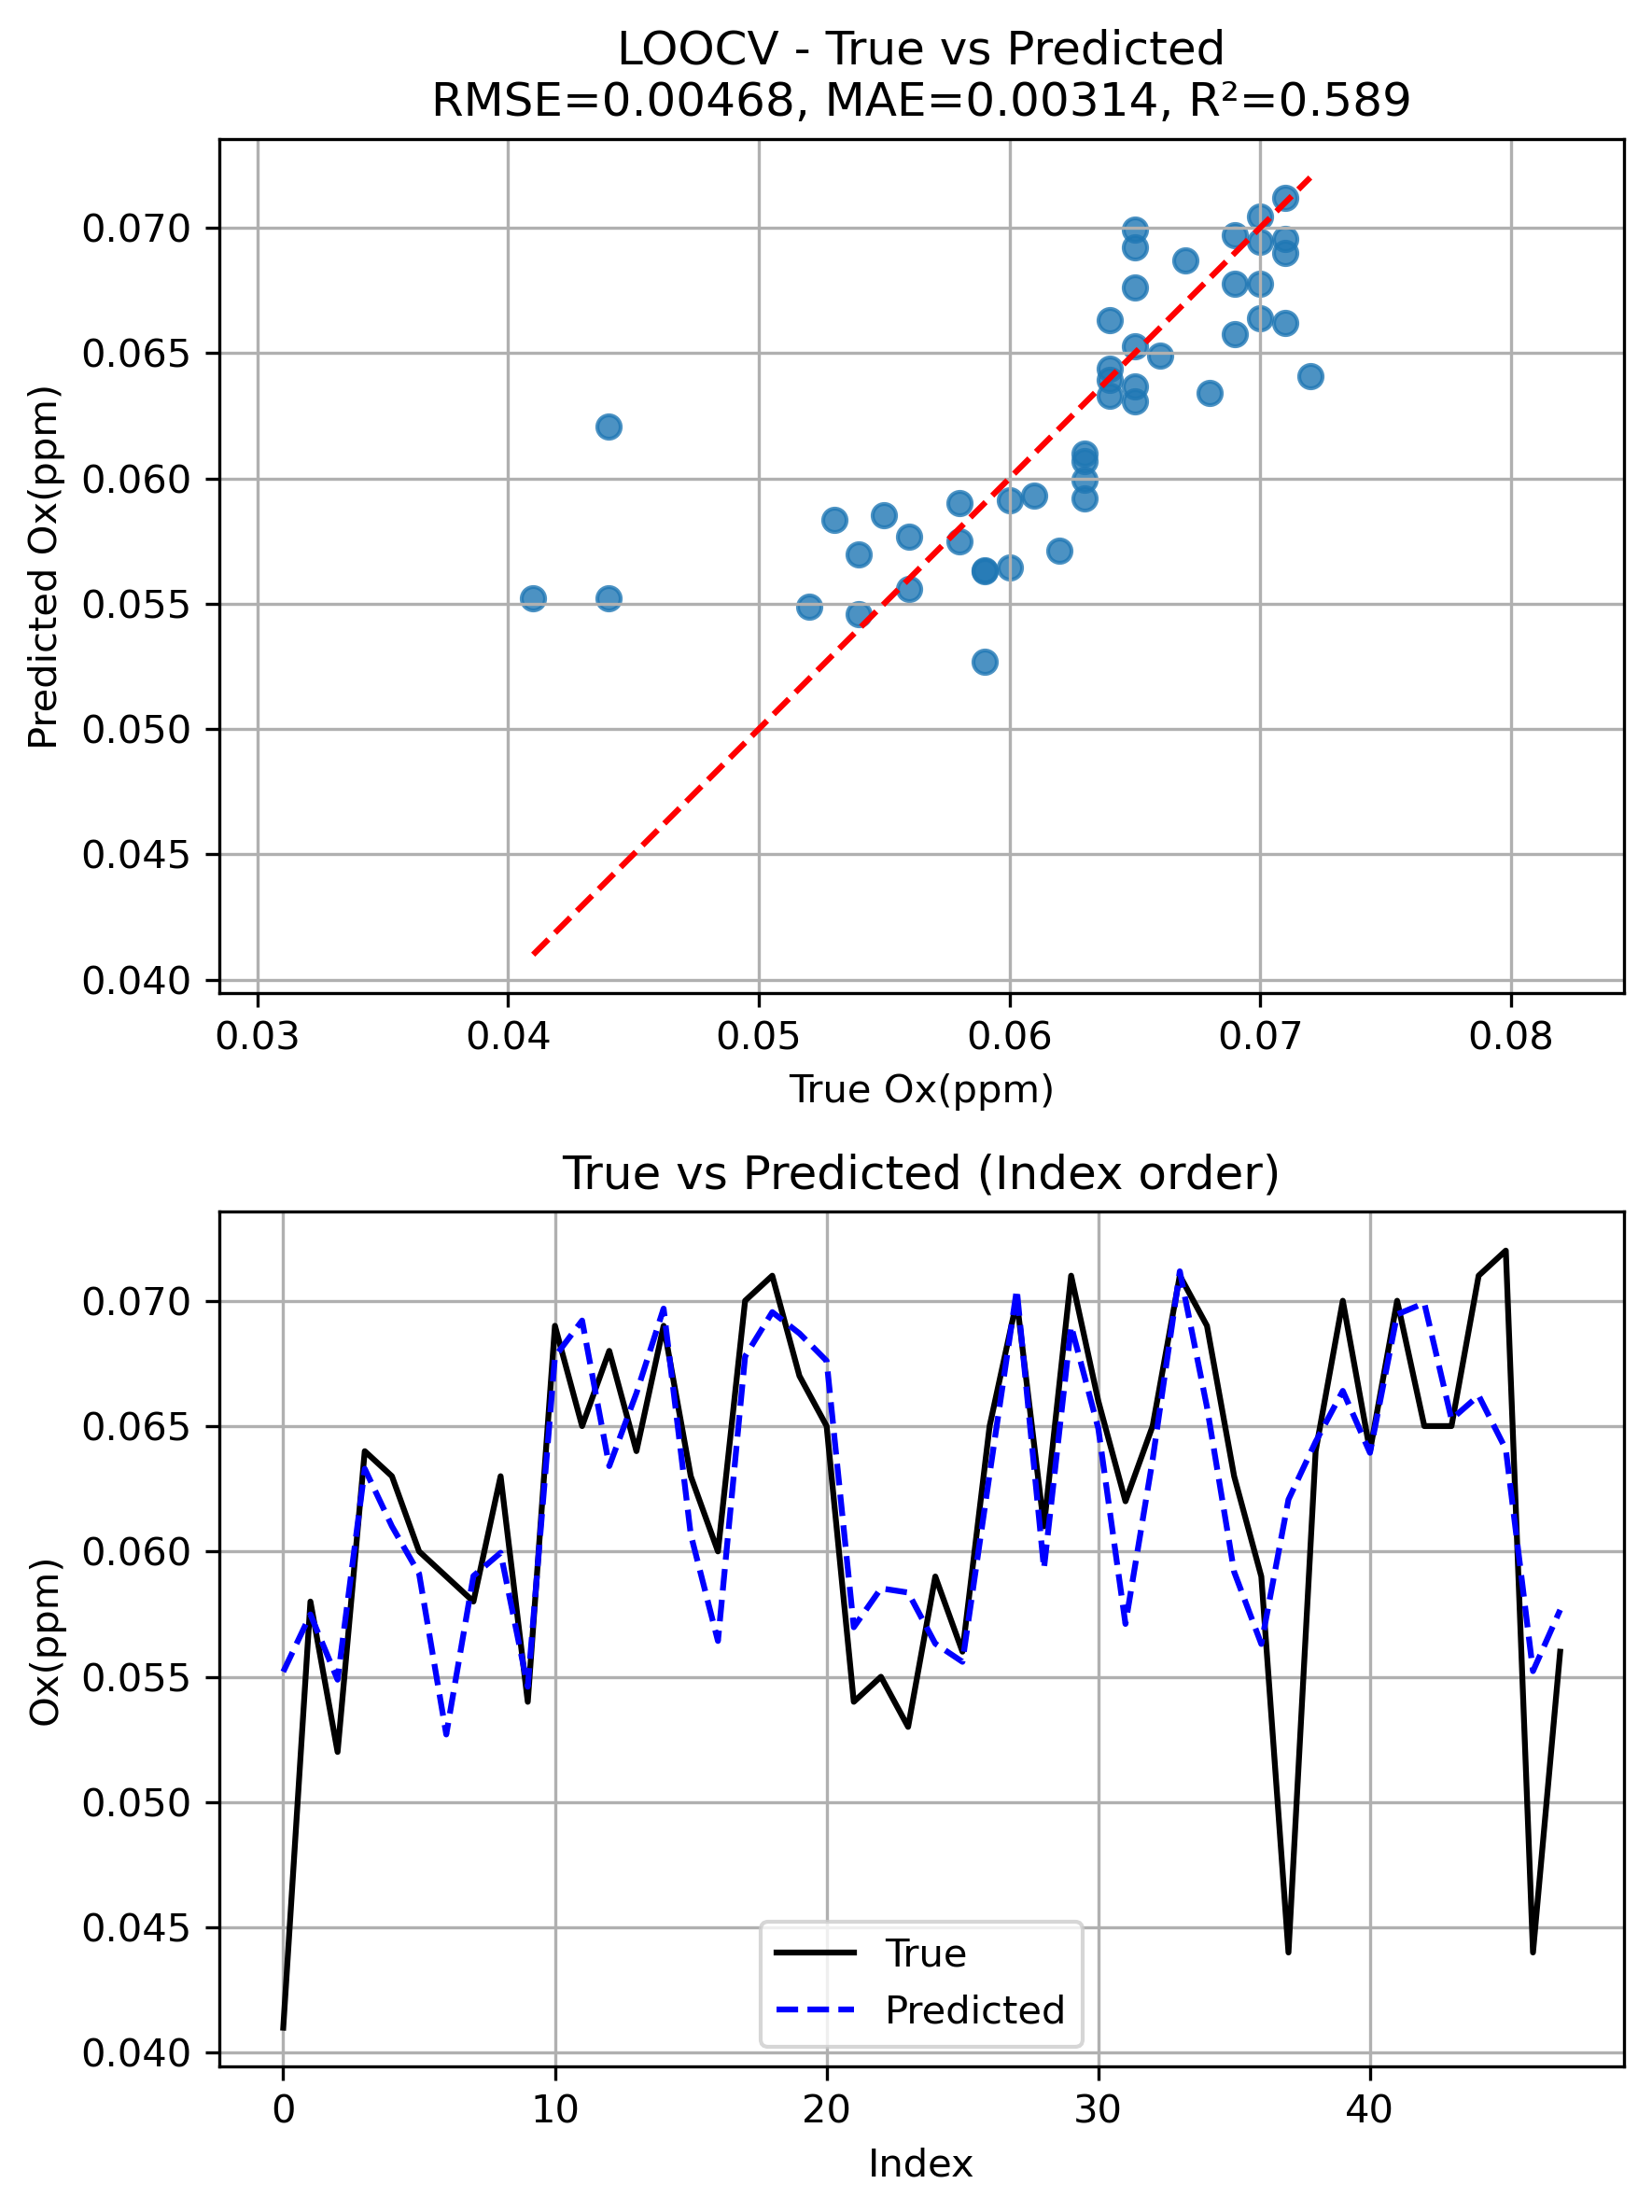 LOOCV - True vs Predicted
RMSE=0.00468, MAE=0.00314, R²=0.589
0.070
0.065
0.060
0.055
0.050
0.045
0.040
Predicted Ox(ppm)
0.03 0.04 0.05 0.06 0.07 0.08
True Ox(ppm)
True vs Predicted (Index order)
0.070
0.065
0.060
0.055
0.050
0.045
0.040
Ox(ppm)
True
Predicted
0 10 20 30 40
Index